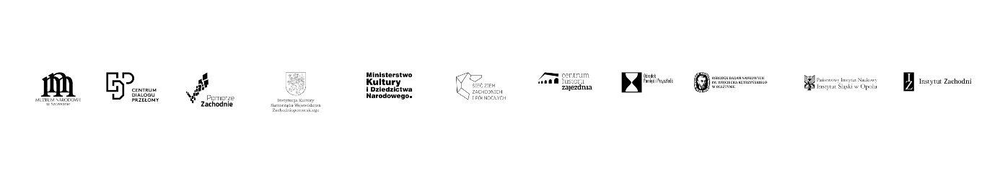 MUZEUM NARODOWE
w Szczecinie
CENTRUM
DIALOGU
PRZEŁOMY
Pomorze
Zachodnie
Instytucja Kultury
Samorządu Województwa
Zachodniopomorskiego
Ministerstwo
Kultury
i Dziedzictwa
Narodowego.
SIEĆ ZIEM
ZACHODNICH
I PÓŁNOCNYCH
centrum
historii
zajezdnia
Ośrodek
Pamięć i Przyszłość
OŚRODEK BADAŃ NAUKOWYCH
IM. WOJCIECHA KĘTRZYŃSKIEGO
W OLSZTYNIE
Państwowy Instytut Naukowy
Instytut Śląski w Opolu
IZ
Instytut Zachodni